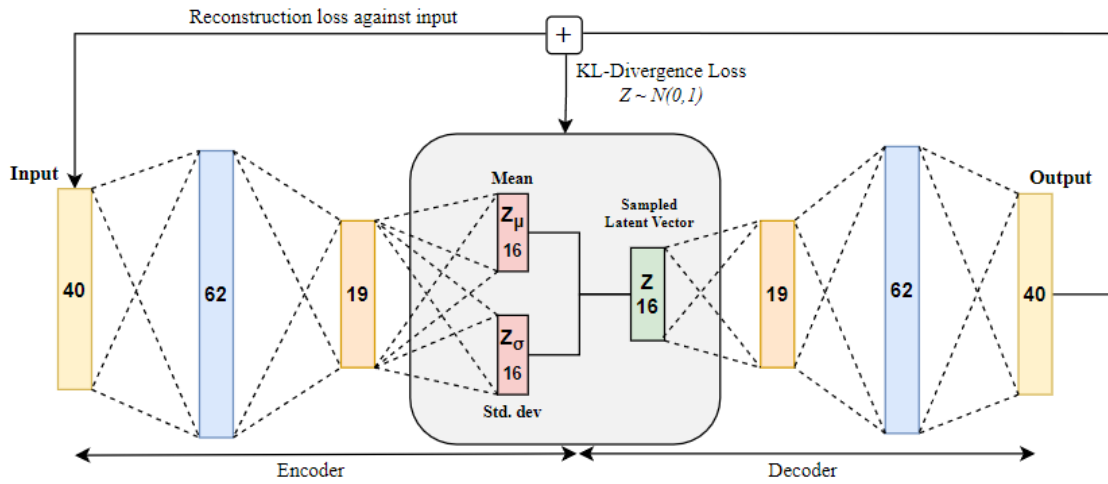 Reconstruction loss against input
+
KL-Divergence Loss
Z ~ N(0,1)
Input
Mean
Output
Sampled
Latent Vector
Zμ
16
Z
16
Zσ
16
40
62
19
19
62
40
Std. dev
Encoder
Decoder